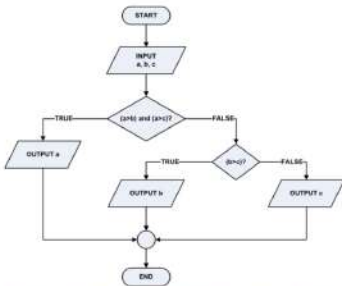 START
INPUT
a, b, c
(a>b) and (a>c)?
TRUE
FALSE
OUTPUT a
(b>c)?
TRUE
FALSE
OUTPUT b
OUTPUT c
END